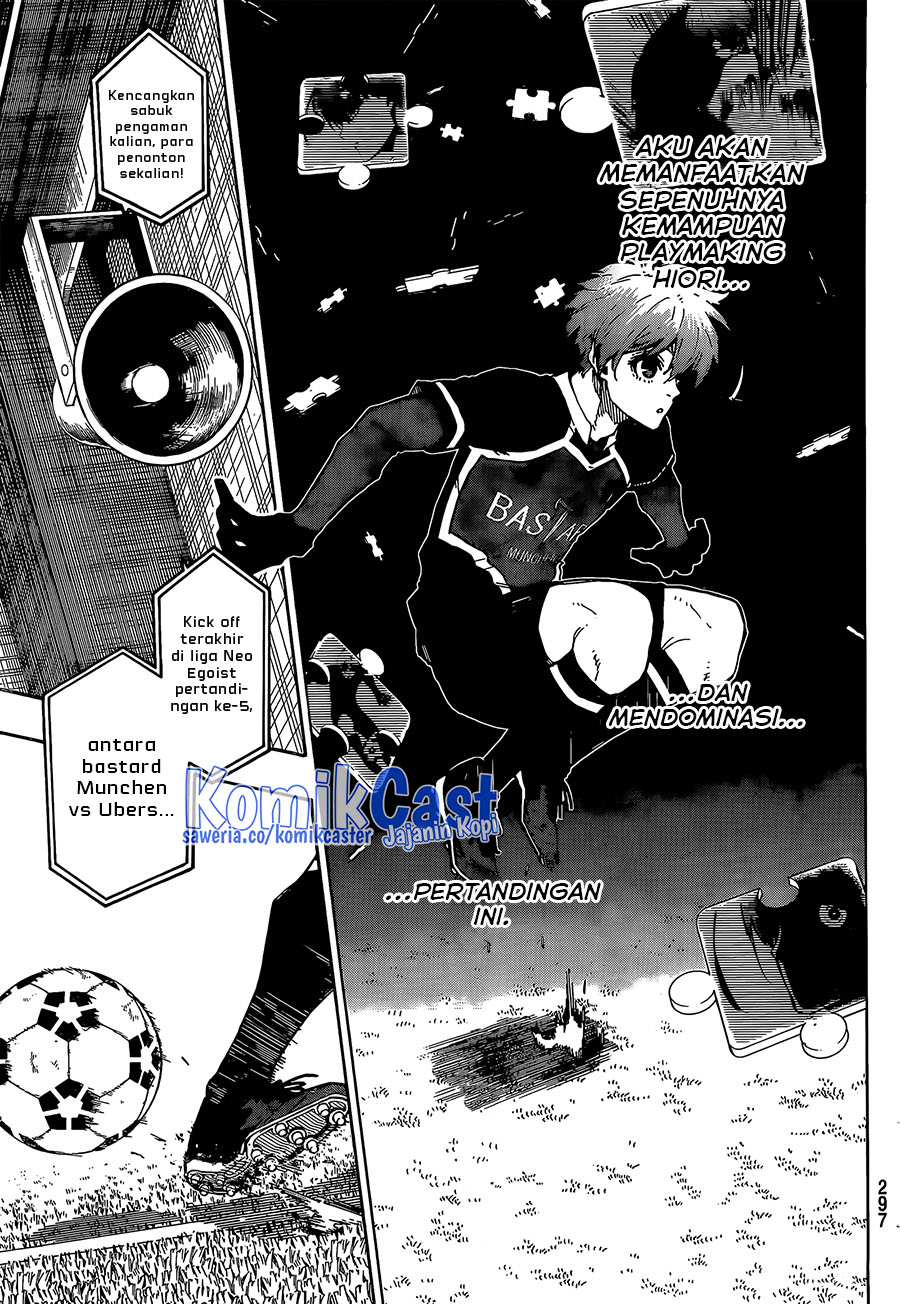 AKU AKAN
MEMANFAATKAN
SEPENUHNYA
KEMAMPUAN
PLAYMAKING
HIORI...
...DAN
MENDOMINASI...
...PERTANDINGAN
INI.
Kencangkan
sabuk
pengaman
kalian, para
penonton
sekalian!
Kick off
terakhir
di liga Neo
Egoist
pertandi-
ngan ke-5,
antara
bastard
Munchen
vs Ubers...
BASTAR
MUNCH
KomikCast
saweria.co/komikcaster Jajanin Kopi
297